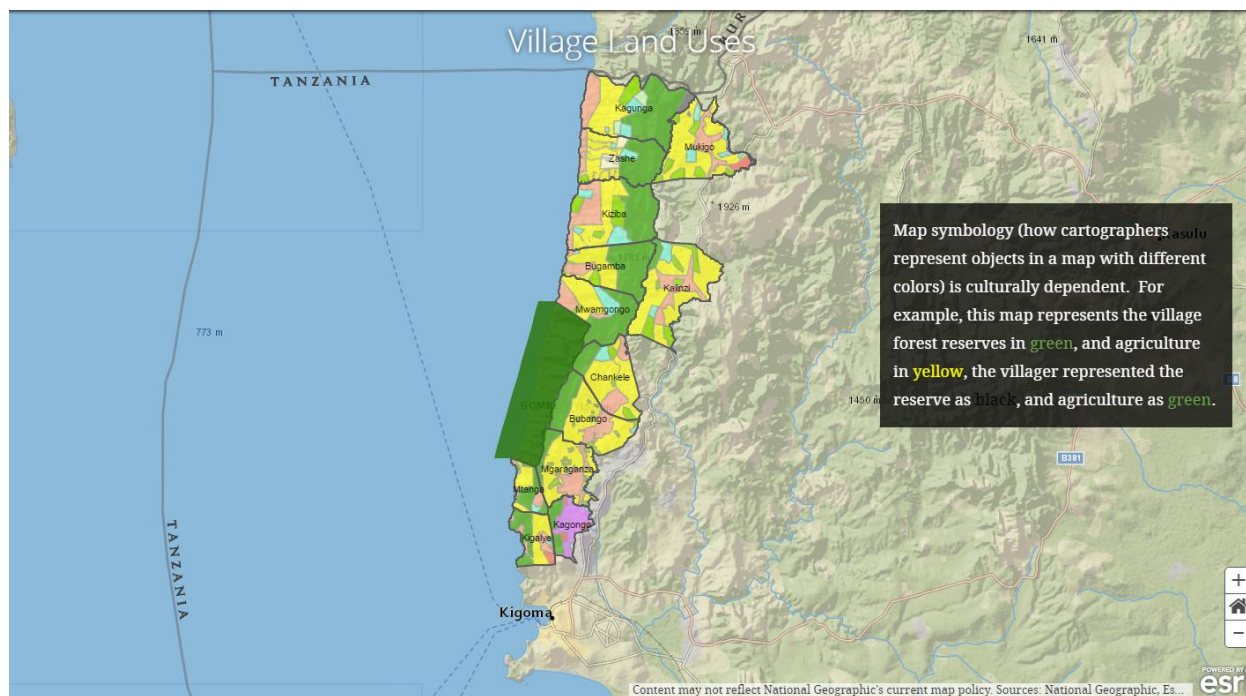 Village Land Uses
1641 m
TANZANIA
Kagunga
Mukigo
Zashe
1926 m
Kiziba
Map symbology (how cartographers
represent objects in a map with different
colors) is culturally dependent. For
example, this map represents the village
forest reserves in green, and agriculture
in yellow, the villager represented the
reserve as black, and agriculture as green.
Bugamba
Kalinzi
Mwamgongo
773 m
Chankele
1450 m
GOMBE
Bubango
B381
Mgaraganza
Mtanga
Kagongo
Kigalye
TANZANIA
Kigoma
+
−
POWERED BY
esri
Content may not reflect National Geographic's current map policy. Sources: National Geographic, Es...